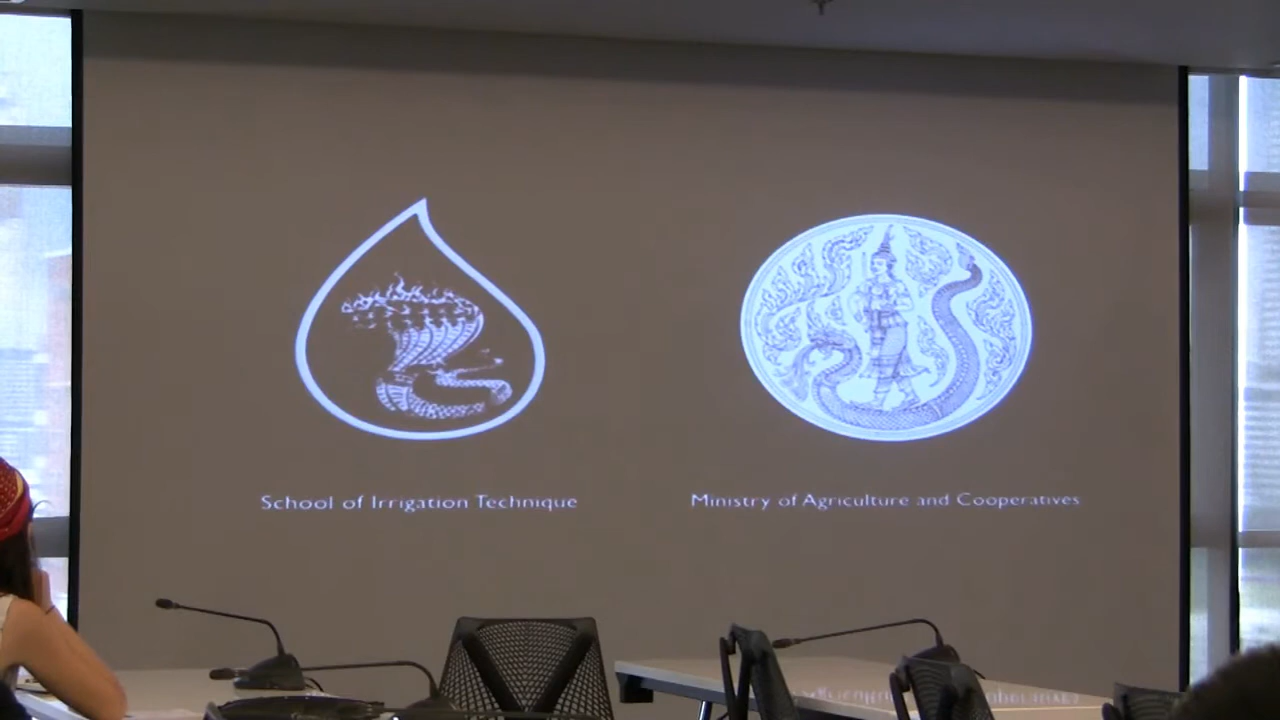 School of Irrigation Technique
Ministry of Agriculture and Cooperatives